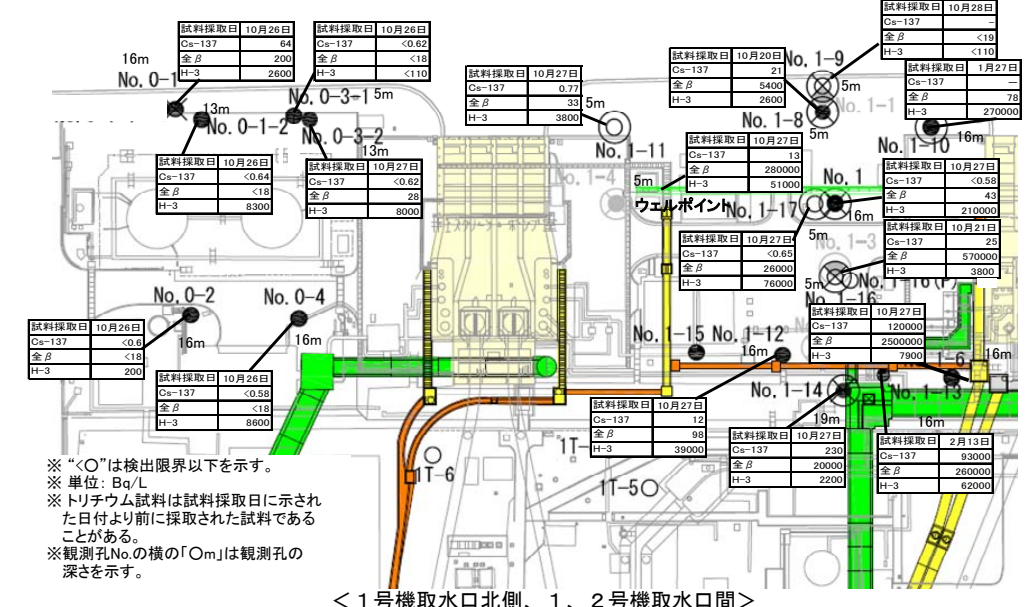 試料採取日 10月26日
Cs-137 64
全β 200
H-3 2600
16m
No. 0-1
試料採取日 10月26日
Cs-137 <0.62
全β <18
H-3 <110
No. 0-3-1 5m
13m
No. 0-1-2
No. 0-3-2
13m
試料採取日 10月26日
Cs-137 <0.64
全β <18
H-3 8300
試料採取日 10月27日
Cs-137 <0.62
全β 28
H-3 8000
試料採取日 10月27日
Cs-137 0.77
全β 33
H-3 3800
5m
No. 1-11
試料採取日 10月20日
Cs-137 21
全β 5400
H-3 2600
No. 1-9
5m
No. 1-8
5m
No. 1-1
試料採取日 10月28日
Cs-137 -
全β <19
H-3 <110
試料採取日 1月27日
Cs-137 -
全β 78
H-3 270000
16m
No. 1-10
試料採取日 10月27日
Cs-137 13
全β 280000
H-3 51000
5m
ウェルポイント
No. 1-4
No. 1
16m
No. 1-17
5m
試料採取日 10月27日
Cs-137 <0.58
全β 43
H-3 210000
試料採取日 10月27日
Cs-137 <0.65
全β 26000
H-3 76000
No. 1-3
試料採取日 10月21日
Cs-137 25
全β 570000
H-3 3800
5m
No. 1-16(P)
No. 1-16
試料採取日 10月27日
Cs-137 120000
全β 2500000
H-3 7900
1-6
16m
No. 0-2
16m
No. 0-4
16m
試料採取日 10月26日
Cs-137 <0.6
全β <18
H-3 200
試料採取日 10月26日
Cs-137 <0.58
全β <18
H-3 8600
No. 1-15
No. 1-12
16m
No. 1-14
19m
No. 1-13
16m
試料採取日 10月27日
Cs-137 12
全β 98
H-3 39000
試料採取日 10月27日
Cs-137 230
全β 20000
H-3 2200
試料採取日 2月13日
Cs-137 93000
全β 260000
H-3 62000
1T-6
1T-
1T-5
※ “<○”は検出限界以下を示す。
※ 単位: Bq/L
※トリチウム試料は試料採取日に示され
た日付より前に採取された試料である
ことがある。
※観測孔No.の横の「○m」は観測孔の
深さを示す。
＜1号機取水口北側、1、2号機取水口間＞